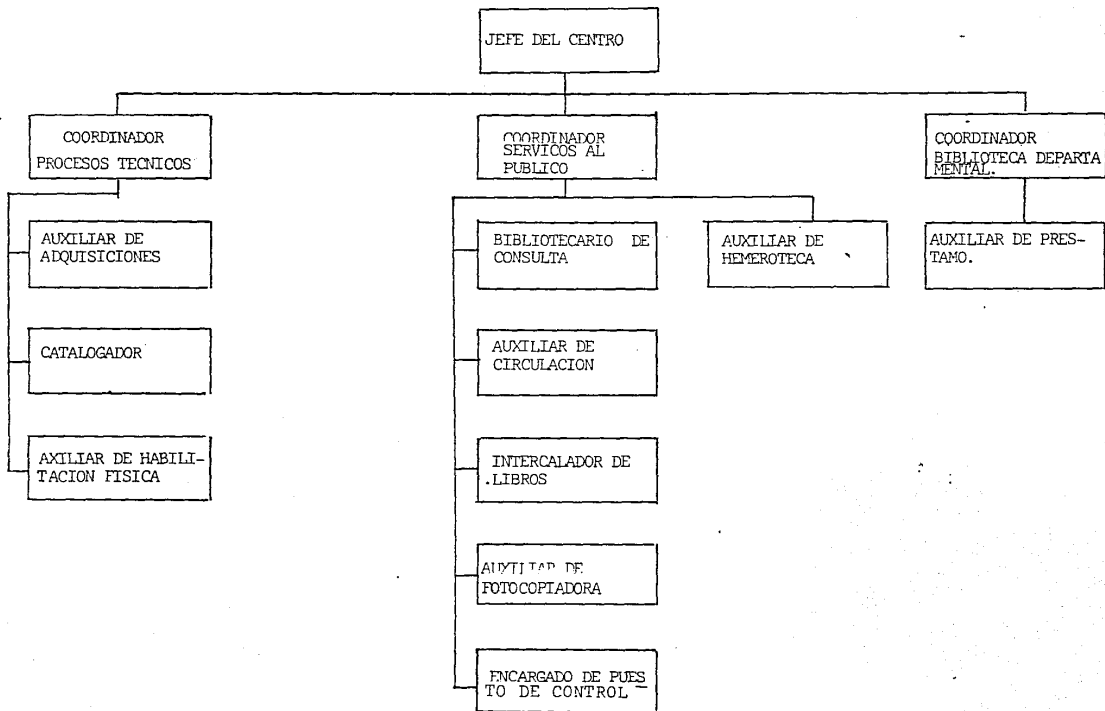 JEFE DEL CENTRO
COORDINADOR
PROCESOS TECNICOS
COORDINADOR
SERVICOS AL
PUBLICO
COORDINADOR
BIBLIOTECA DEPARTA
MENTAL.
AUXILIAR DE
ADQUISICIONES
BIBLIOTECARIO DE
CONSULTA
AUXILIAR DE
HEMEROTECA
AUXILIAR DE PRES-
TAMO.
CATALOGADOR
AUXILIAR DE
CIRCULACION
AXILIAR DE HABILI-
TACION FISICA
INTERCALADOR DE
.LIBROS
AUXILIAR DE
FOTOCOPIADORA
ENCARGADO DE PUES
TO DE CONTROL